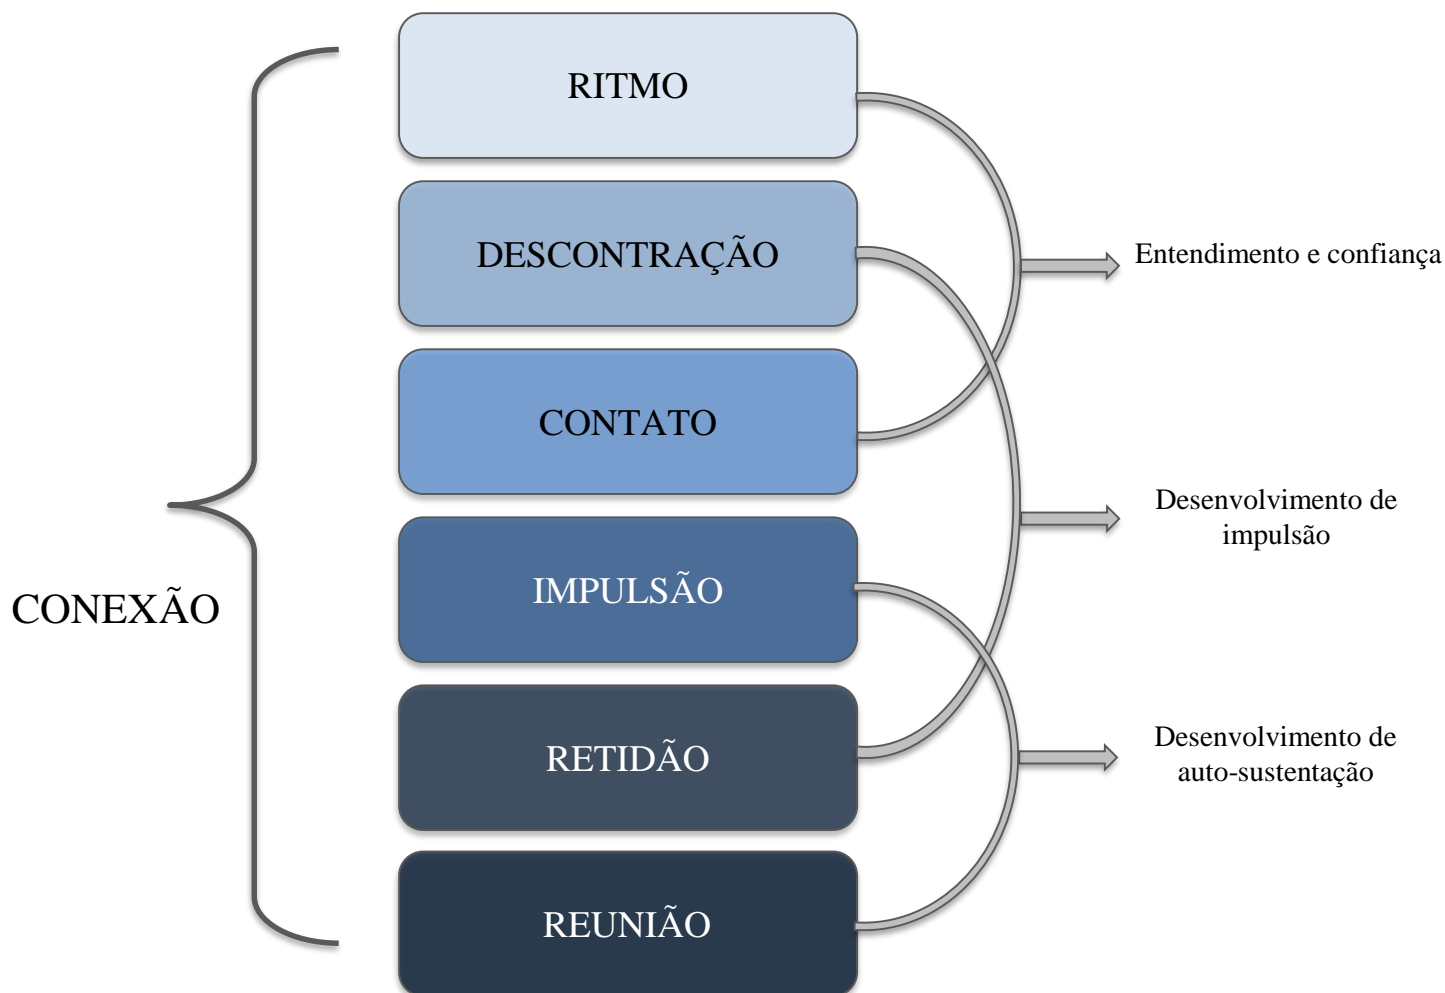 RITMO
DESCONTRAÇÃO
CONTATO
IMPULSÃO
RETIDÃO
REUNIÃO
CONEXÃO
Entendimento e confiança
Desenvolvimento de
impulsão
Desenvolvimento de
auto-sustentação